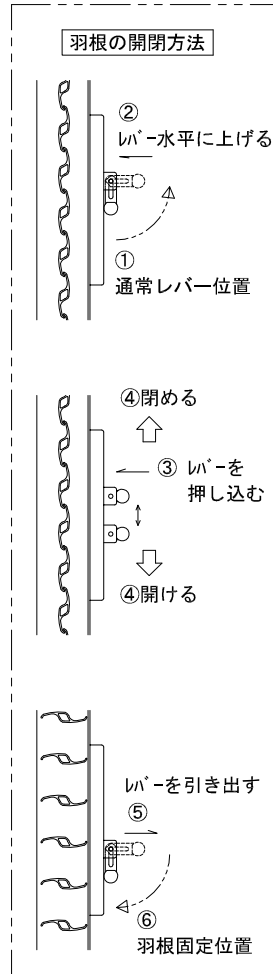 羽根の開閉方法
②
ﾚﾊﾞｰ水平に上げる
①
通常レバー位置
④閉める
③ ﾚﾊﾞｰを
押し込む
④開ける
ﾚﾊﾞｰを引き出す
⑤
⑥
羽根固定位置